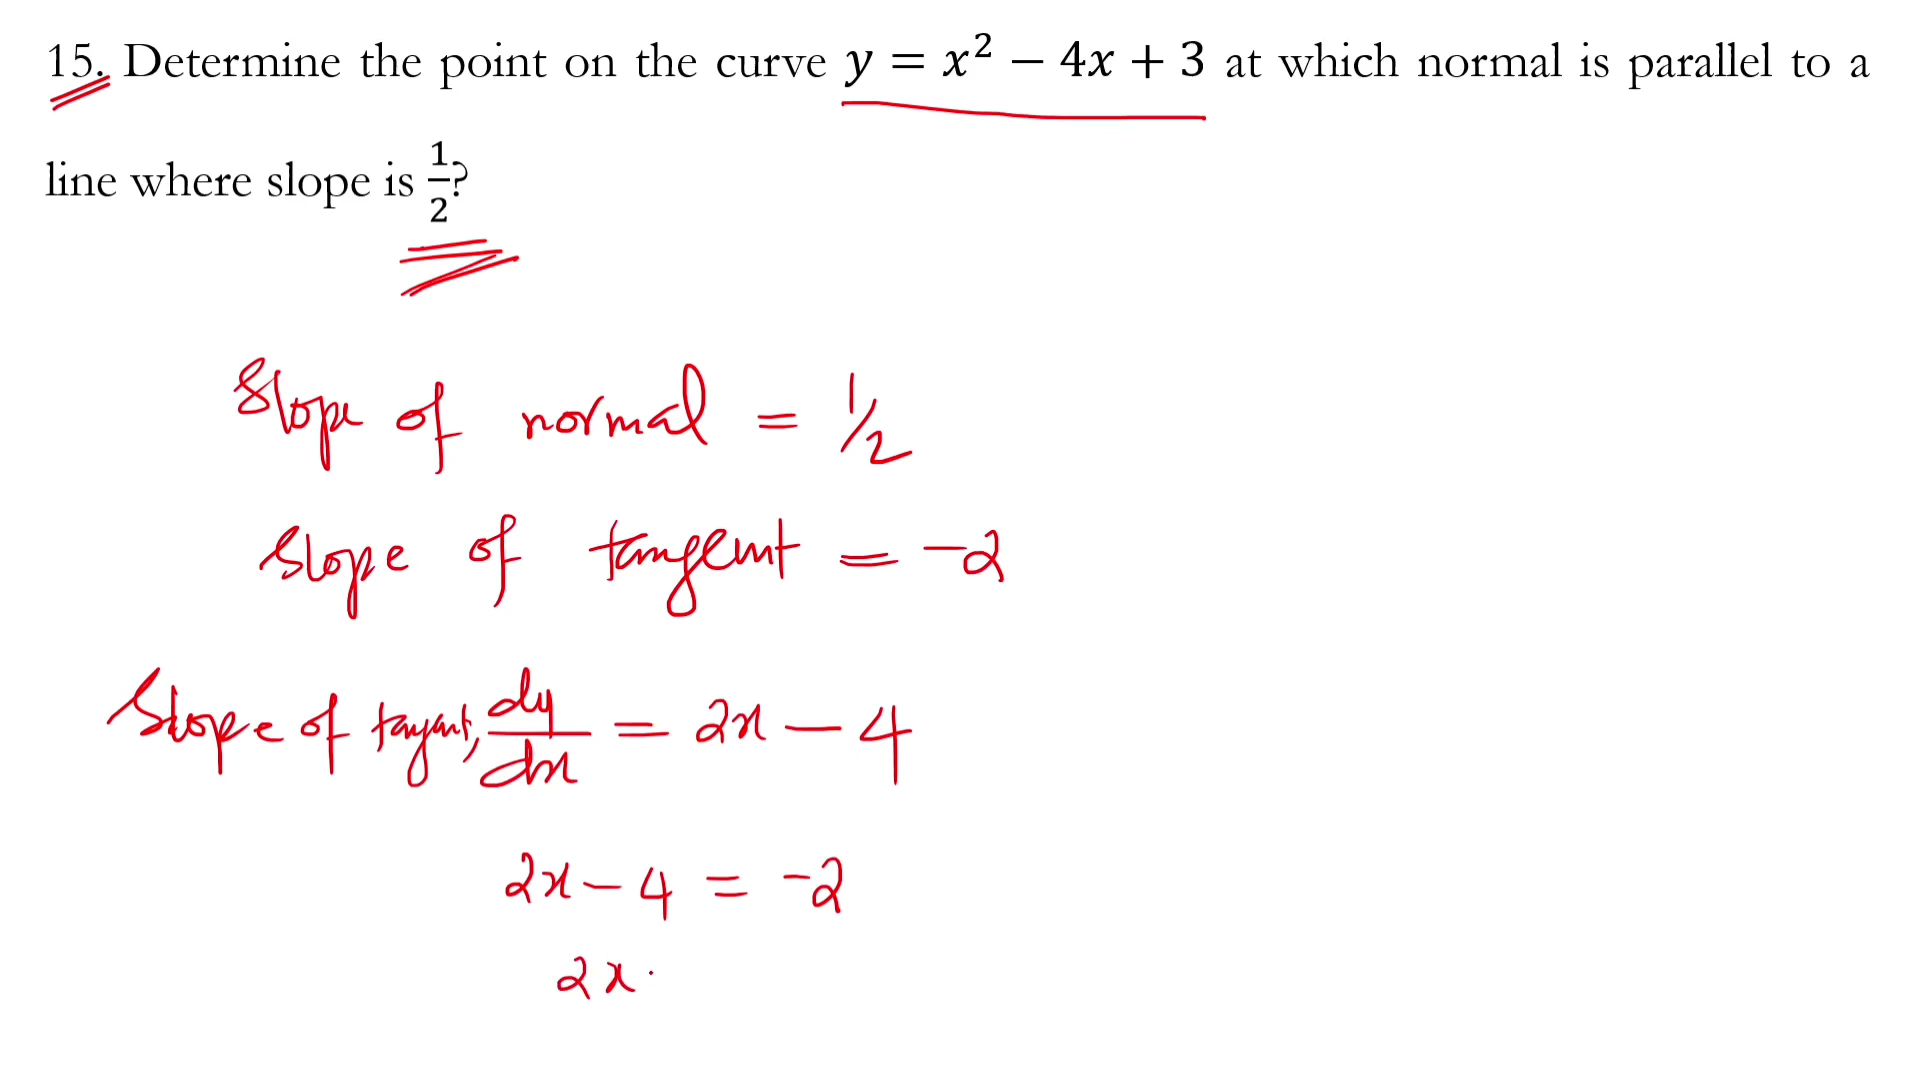 15. Determine the point on the curve y = x² − 4x + 3 at which normal is parallel to a
line where slope is 1/2?
Slope of normal = 1/2
Slope of tangent = -2
Slope of tangent, dy/dx = 2x - 4
2x - 4 = -2
2x